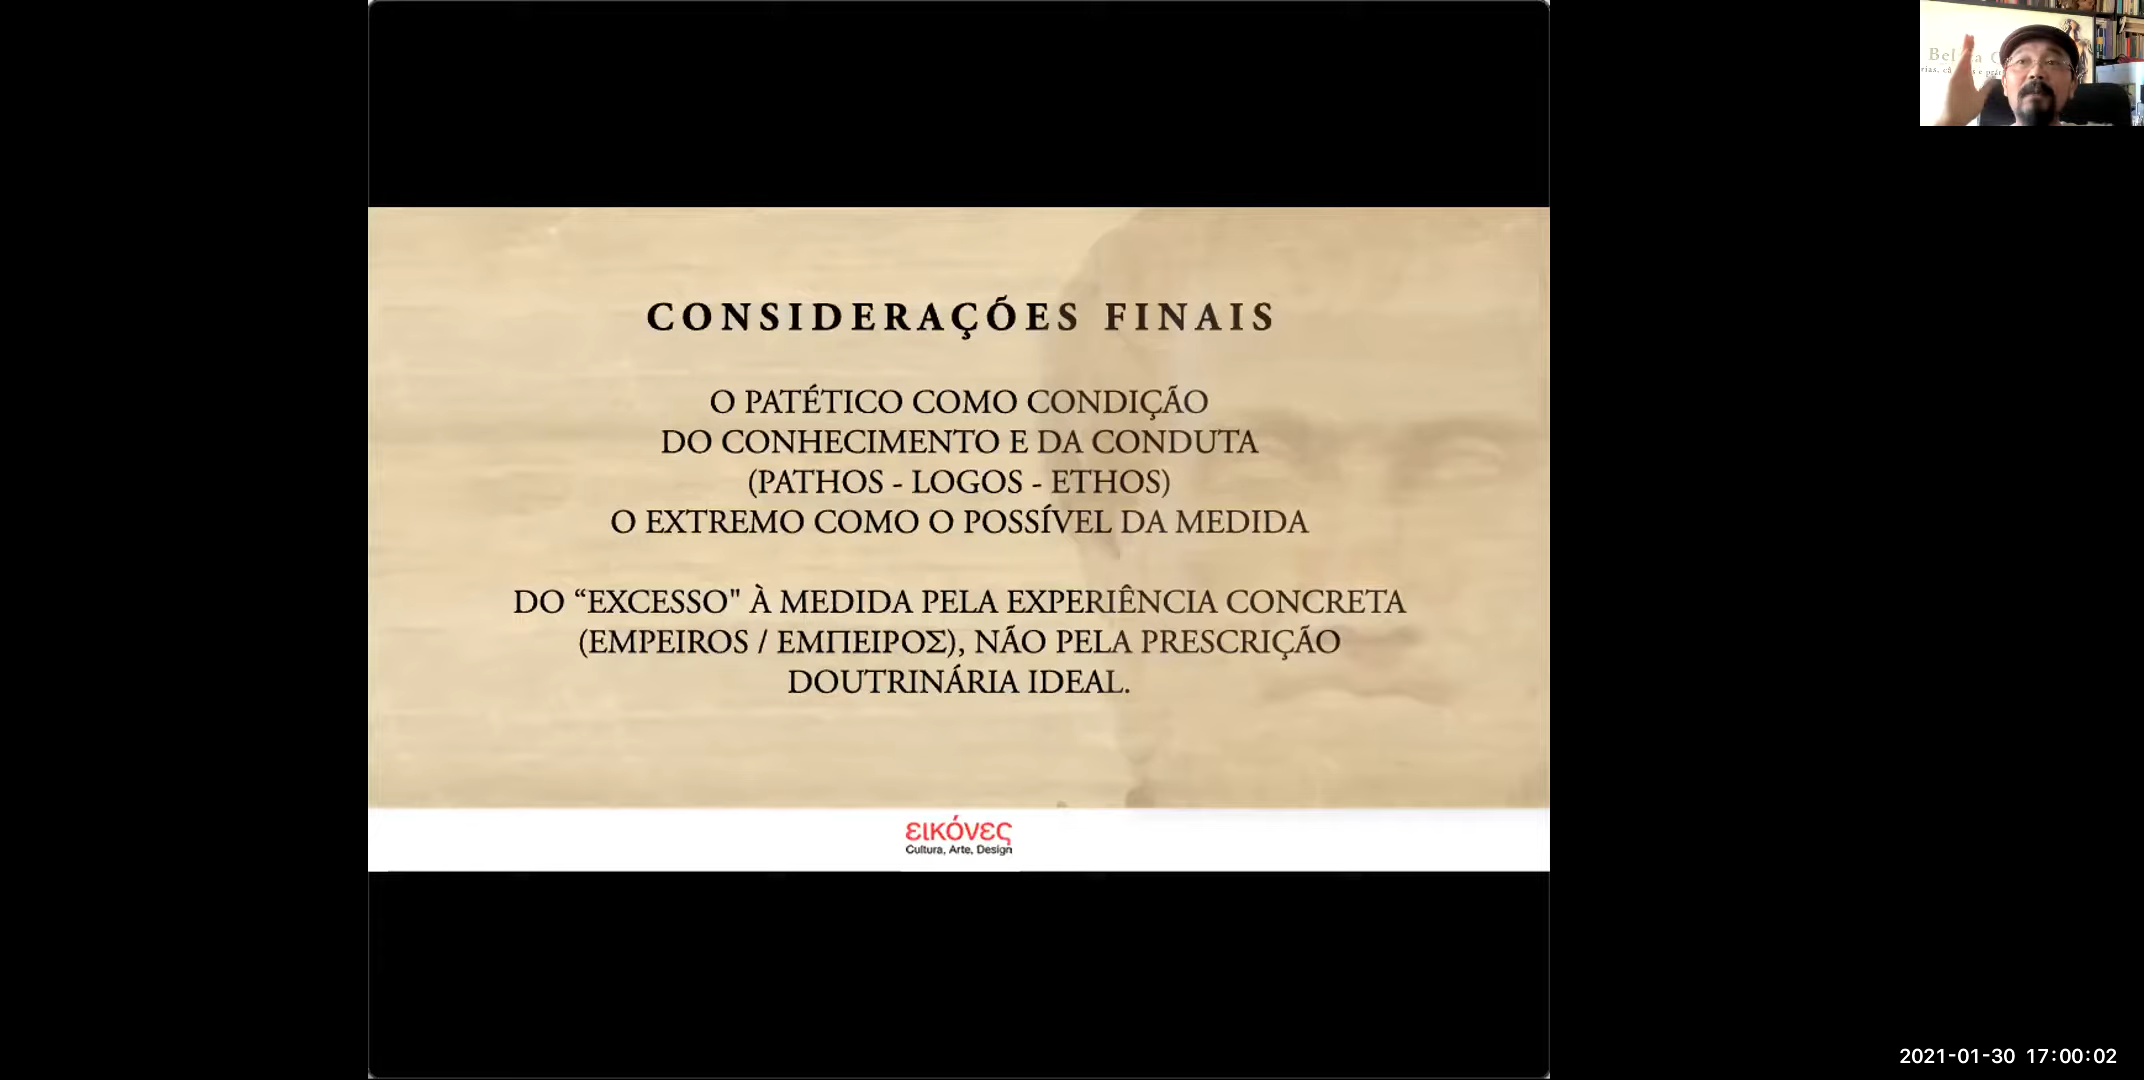 CONSIDERAÇÕES FINAIS
O PATÉTICO COMO CONDIÇÃO
DO CONHECIMENTO E DA CONDUTA
(PATHOS - LOGOS - ETHOS)
O EXTREMO COMO O POSSÍVEL DA MEDIDA
DO “EXCESSO" À MEDIDA PELA EXPERIÊNCIA CONCRETA
(EMPEIROS / ΕΜΠΕΙΡΟΣ), NÃO PELA PRESCRIÇÃO
DOUTRINÁRIA IDEAL.
εικόνες
Cultura, Arte, Design
2021-01-30 17:00:02